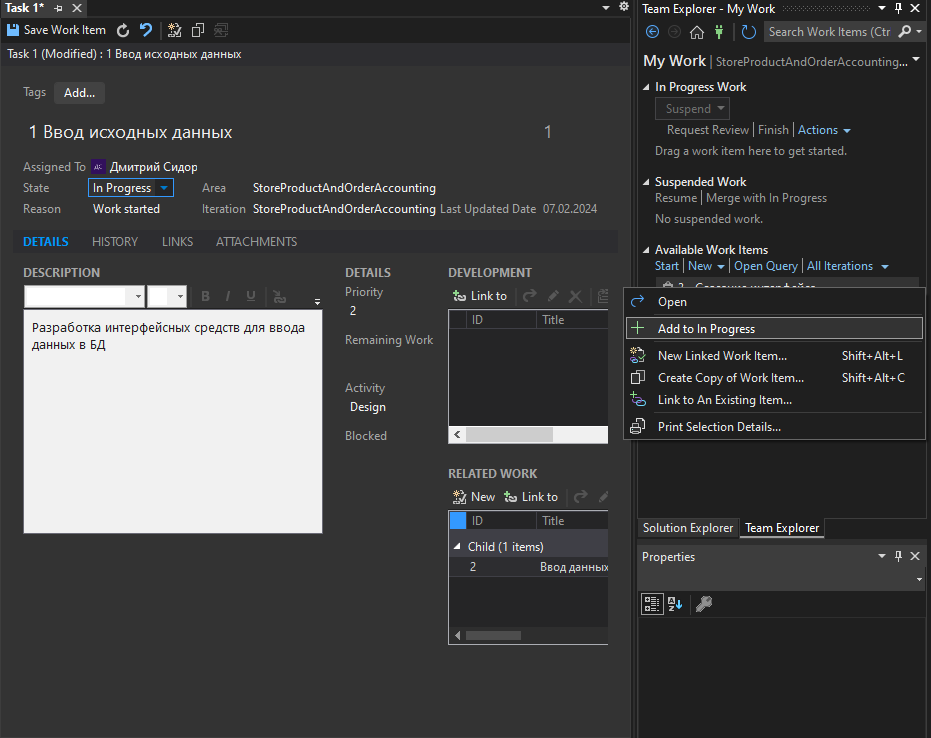 Task 1*
Save Work Item
Task 1 (Modified) : 1 Ввод исходных данных
Tags Add...
1 Ввод исходных данных 1
Assigned To Дмитрий Сидор
State In Progress Area StoreProductAndOrderAccounting
Reason Work started Iteration StoreProductAndOrderAccounting Last Updated Date 07.02.2024
DETAILS HISTORY LINKS ATTACHMENTS
DESCRIPTION
B I U
Разработка интерфейсных средств для ввода
данных в БД
DETAILS
Priority
2
Remaining Work
Activity
Design
Blocked
DEVELOPMENT
Link to
ID Title
RELATED WORK
New Link to
ID Title
Child (1 items)
2 Ввод данных
Team Explorer - My Work
Search Work Items (Ctr
My Work | StoreProductAndOrderAccounting...
In Progress Work
Suspend
Request Review | Finish | Actions
Drag a work item here to get started.
Suspended Work
Resume | Merge with In Progress
No suspended work.
Available Work Items
Start | New | Open Query | All Iterations
Open
Add to In Progress
New Linked Work Item... Shift+Alt+L
Create Copy of Work Item... Shift+Alt+C
Link to An Existing Item...
Print Selection Details...
Solution Explorer Team Explorer
Properties